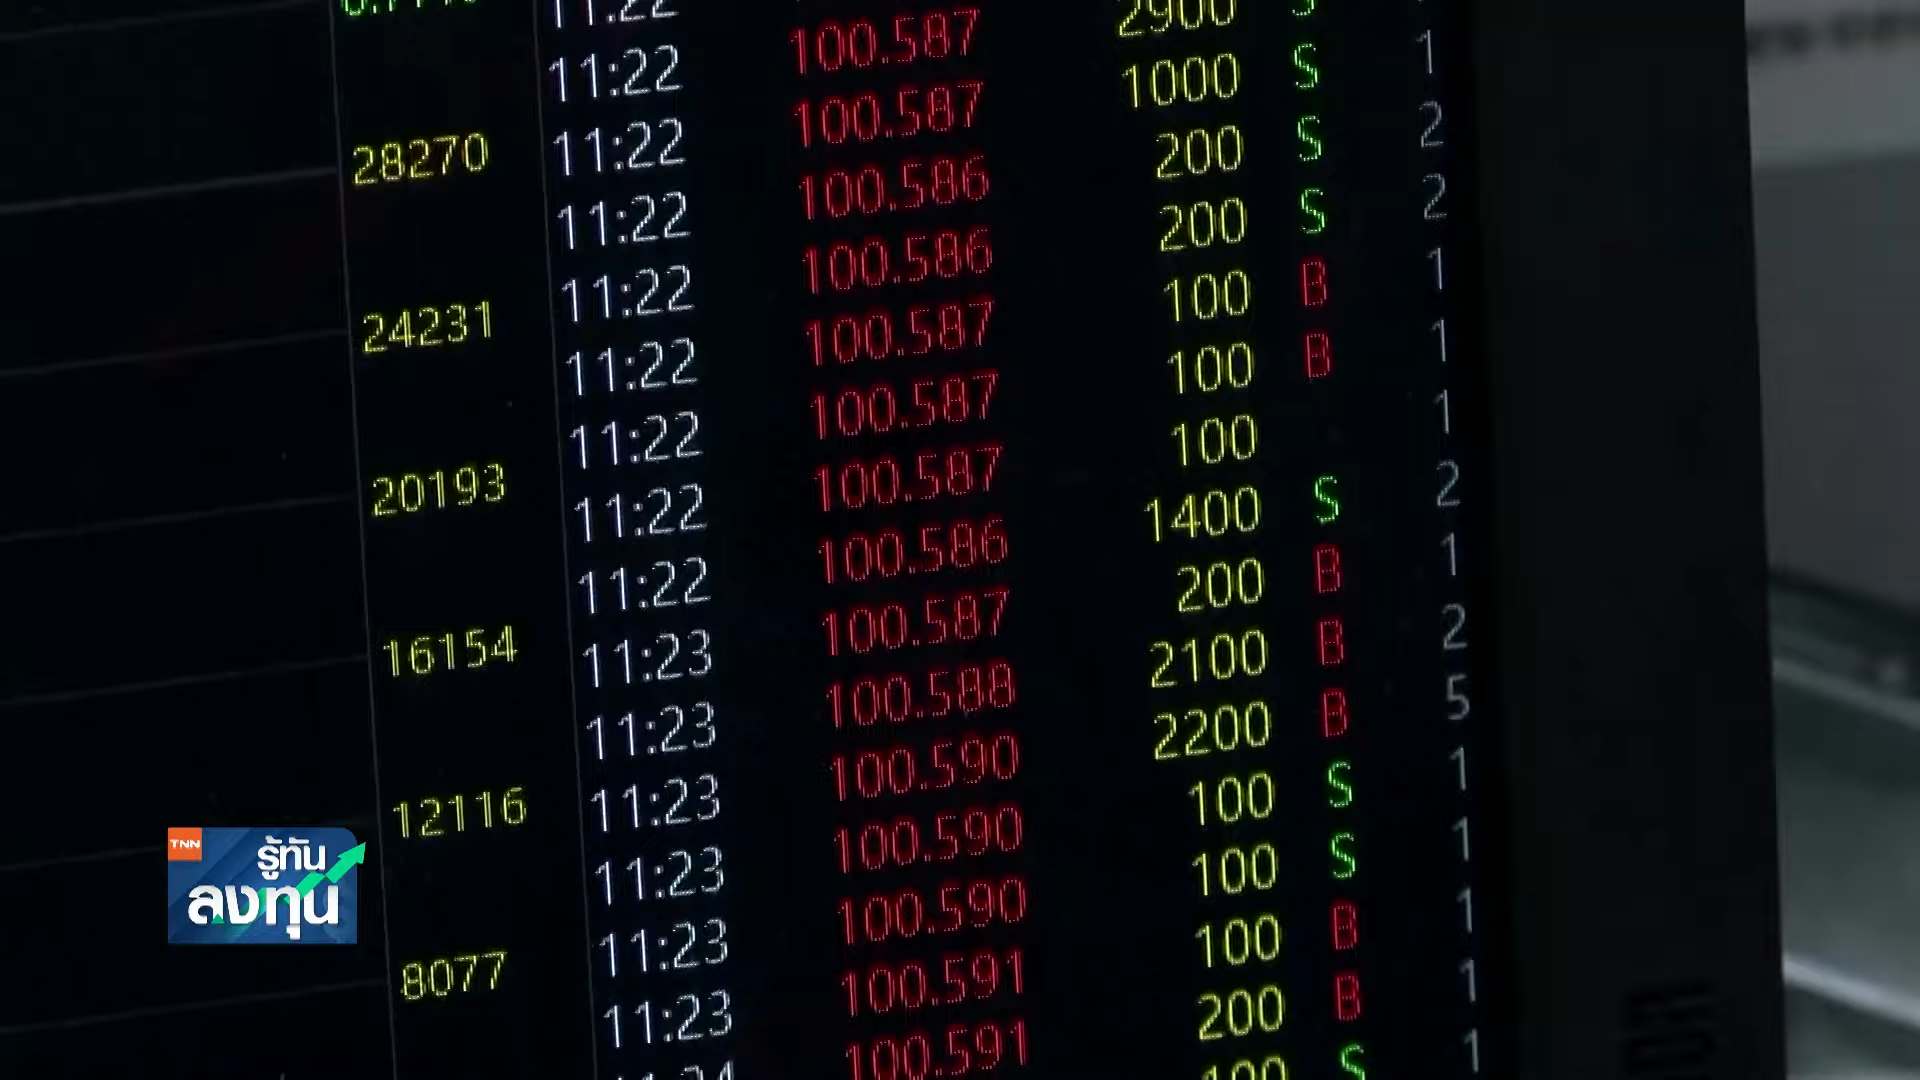 28270
24231
20193
16154
12116
8077
11:22 100.587 2900 S
11:22 100.587 1000 S 1
11:22 100.586 200 S 2
11:22 100.586 200 S 2
11:22 100.587 100 B 1
11:22 100.587 100 B 1
11:22 100.587 100 1
11:22 100.586 1400 S 2
11:23 100.587 200 B 1
11:23 100.588 2100 B 2
11:23 100.590 2200 B 5
11:23 100.590 100 S 1
11:23 100.590 100 S 1
11:23 100.591 100 B 1
100.591 200 B 1
100 S 1
TNN
รู้ทัน
ลงทุน